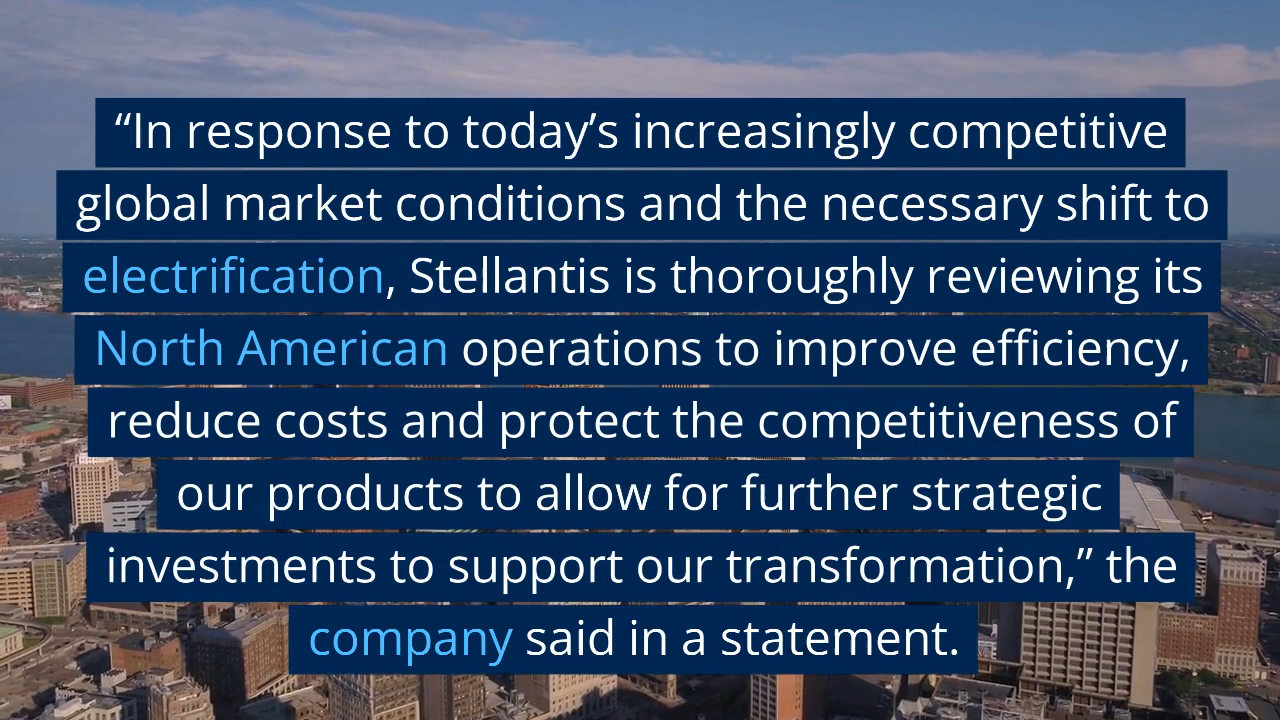 “In response to today’s increasingly competitive
global market conditions and the necessary shift to
electrification, Stellantis is thoroughly reviewing its
North American operations to improve efficiency,
reduce costs and protect the competitiveness of
our products to allow for further strategic
investments to support our transformation,” the
company said in a statement.